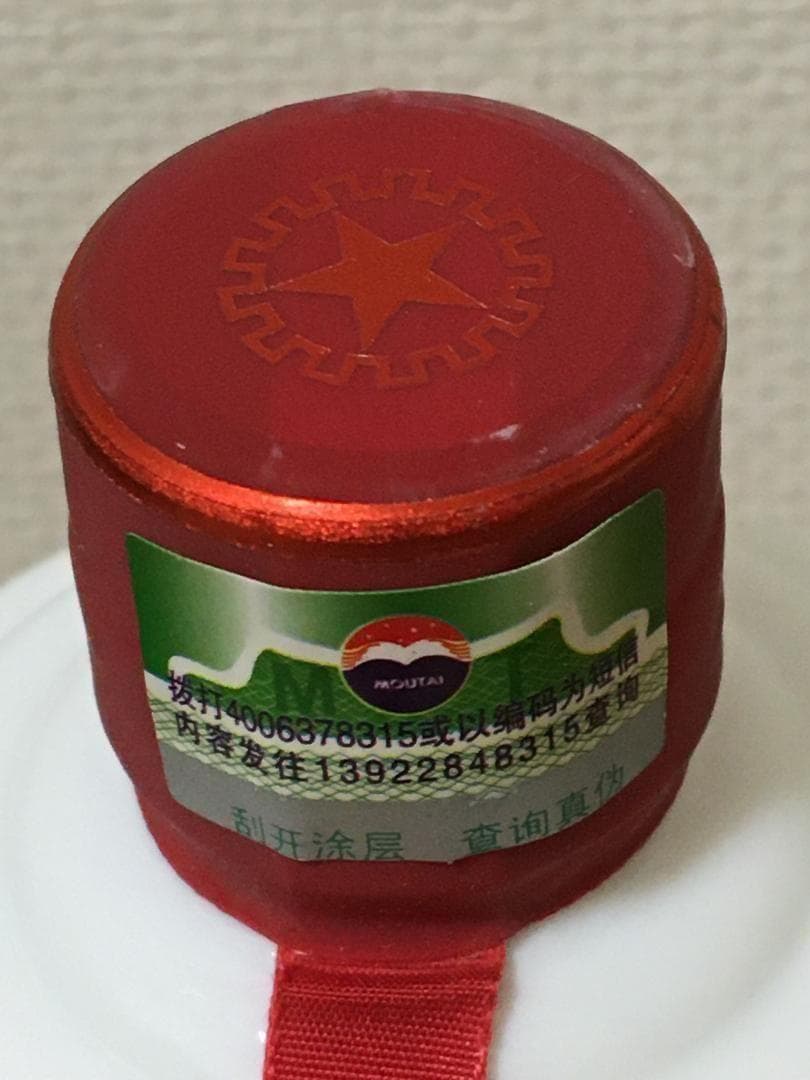 MOUTAI
M T
拨打4006378315或以编码为短信
内容发往13922848315查询
刮开涂层 查询真伪